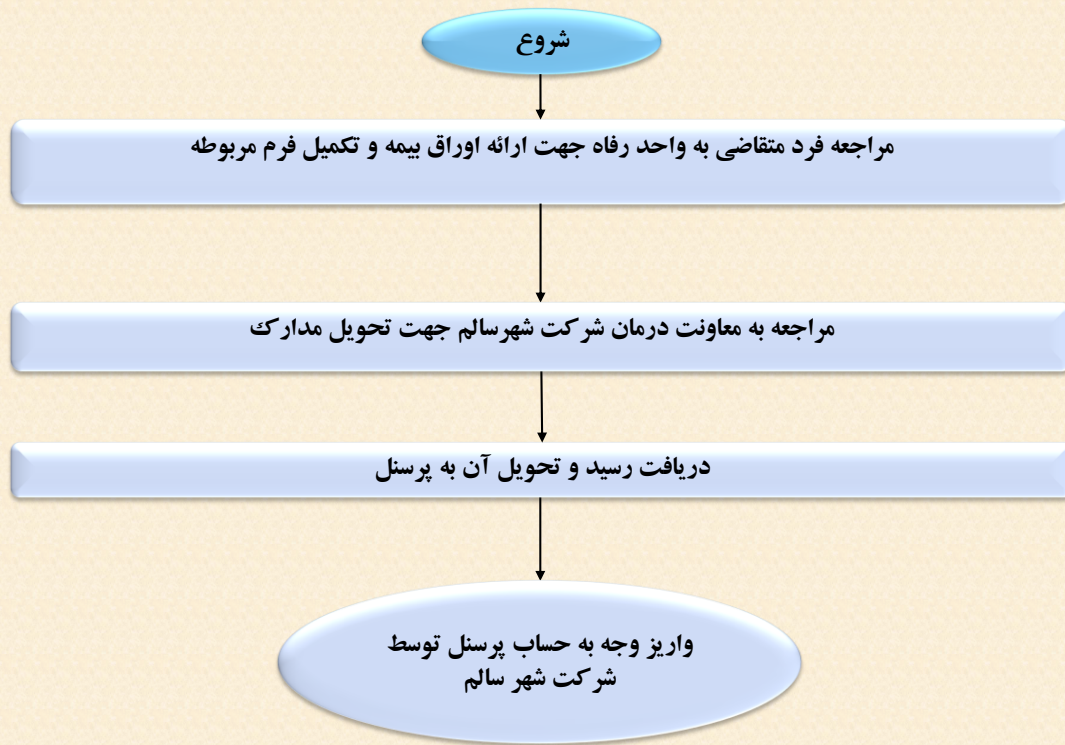 شروع
مراجعه فرد متقاضی به واحد رفاه جهت ارائه اوراق بیمه و تکمیل فرم مربوطه
مراجعه به معاونت درمان شرکت شهرسالم جهت تحویل مدارک
دریافت رسید و تحویل آن به پرسنل
واریز وجه به حساب پرسنل توسط
شرکت شهر سالم